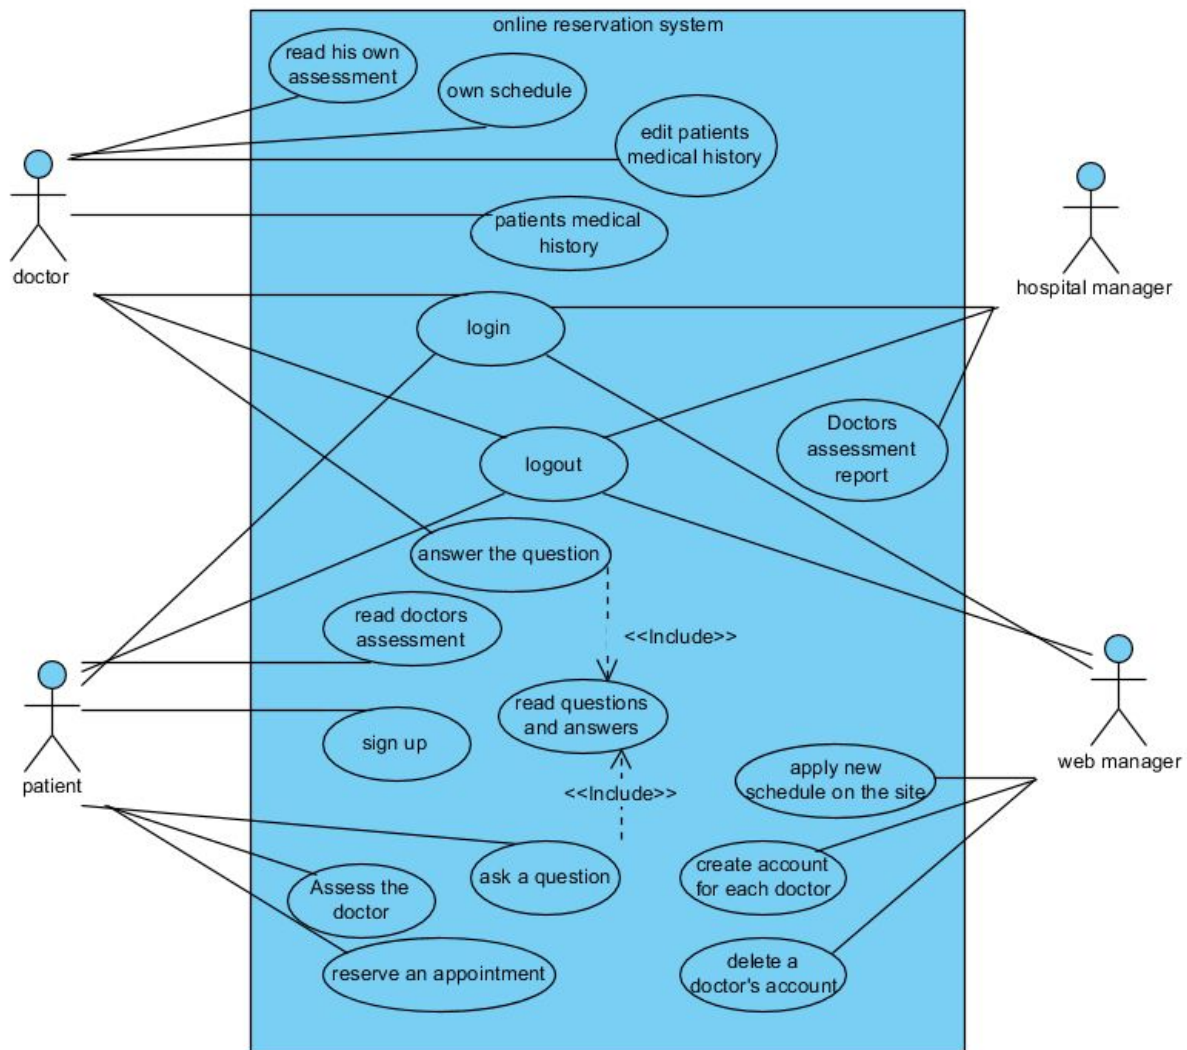 online reservation system
read his own
assessment
own schedule
edit patients
medical history
patients medical
history
doctor
hospital manager
login
Doctors
assessment
report
logout
answer the question
read doctors
assessment
<<Include>>
read questions
and answers
sign up
patient
web manager
apply new
schedule on the site
<<Include>>
create account
for each doctor
ask a question
Assess the
doctor
reserve an appointment
delete a
doctor's account